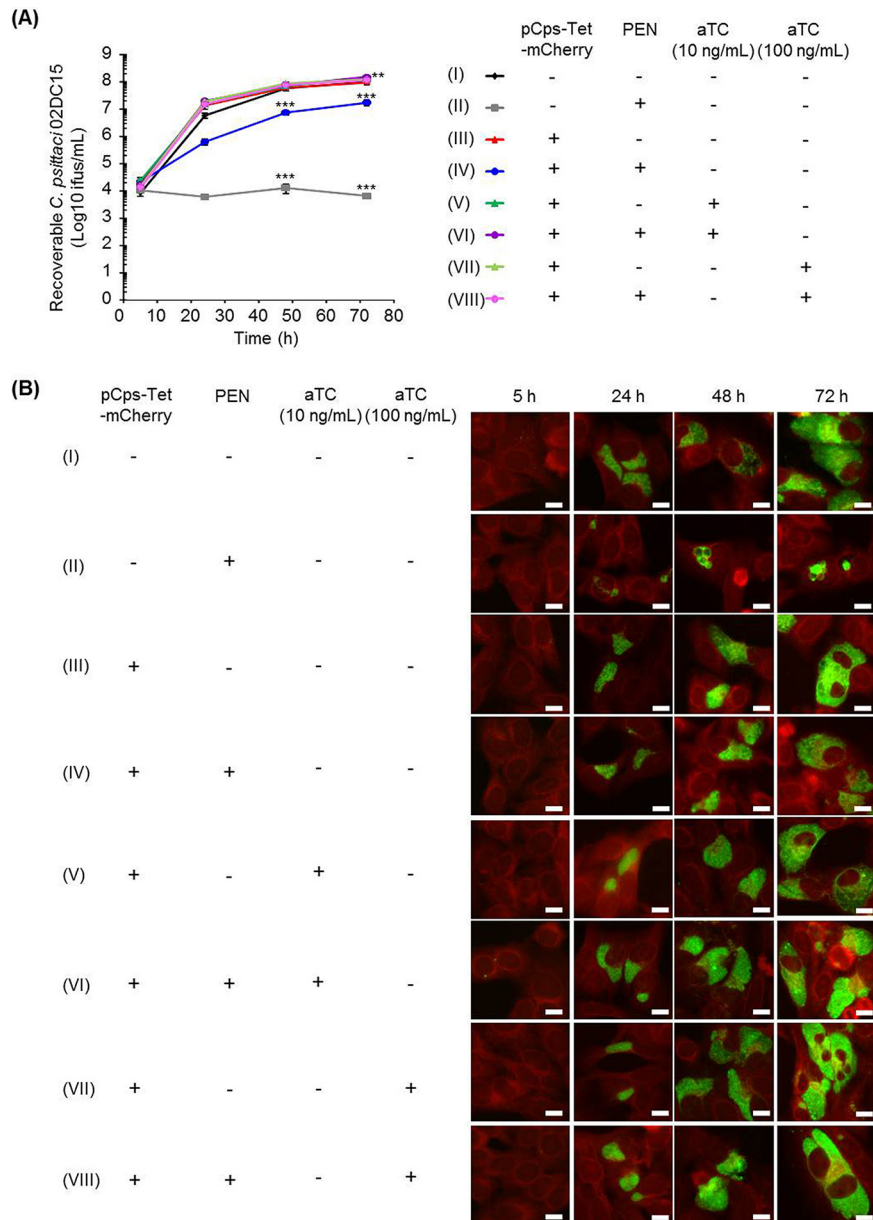 (A)
Recoverable C. psittaci 02DC15
(Log10 ifus/mL)
9
8
7
6
5
4
3
2
1
0
0 10 20 30 40 50 60 70 80
Time (h)
**
*** ***
*** ***
pCps-Tet
-mCherry PEN aTC
(10 ng/mL) aTC
(100 ng/mL)
(I) - - - -
(II) - + - -
(III) + - - -
(IV) + + - -
(V) + - + -
(VI) + + + -
(VII) + - - +
(VIII) + + - +
(B)
pCps-Tet
-mCherry PEN aTC
(10 ng/mL) aTC
(100 ng/mL) 5 h 24 h 48 h 72 h
(I) - - - -
(II) - + - -
(III) + - - -
(IV) + + - -
(V) + - + -
(VI) + + + -
(VII) + - - +
(VIII) + + - +